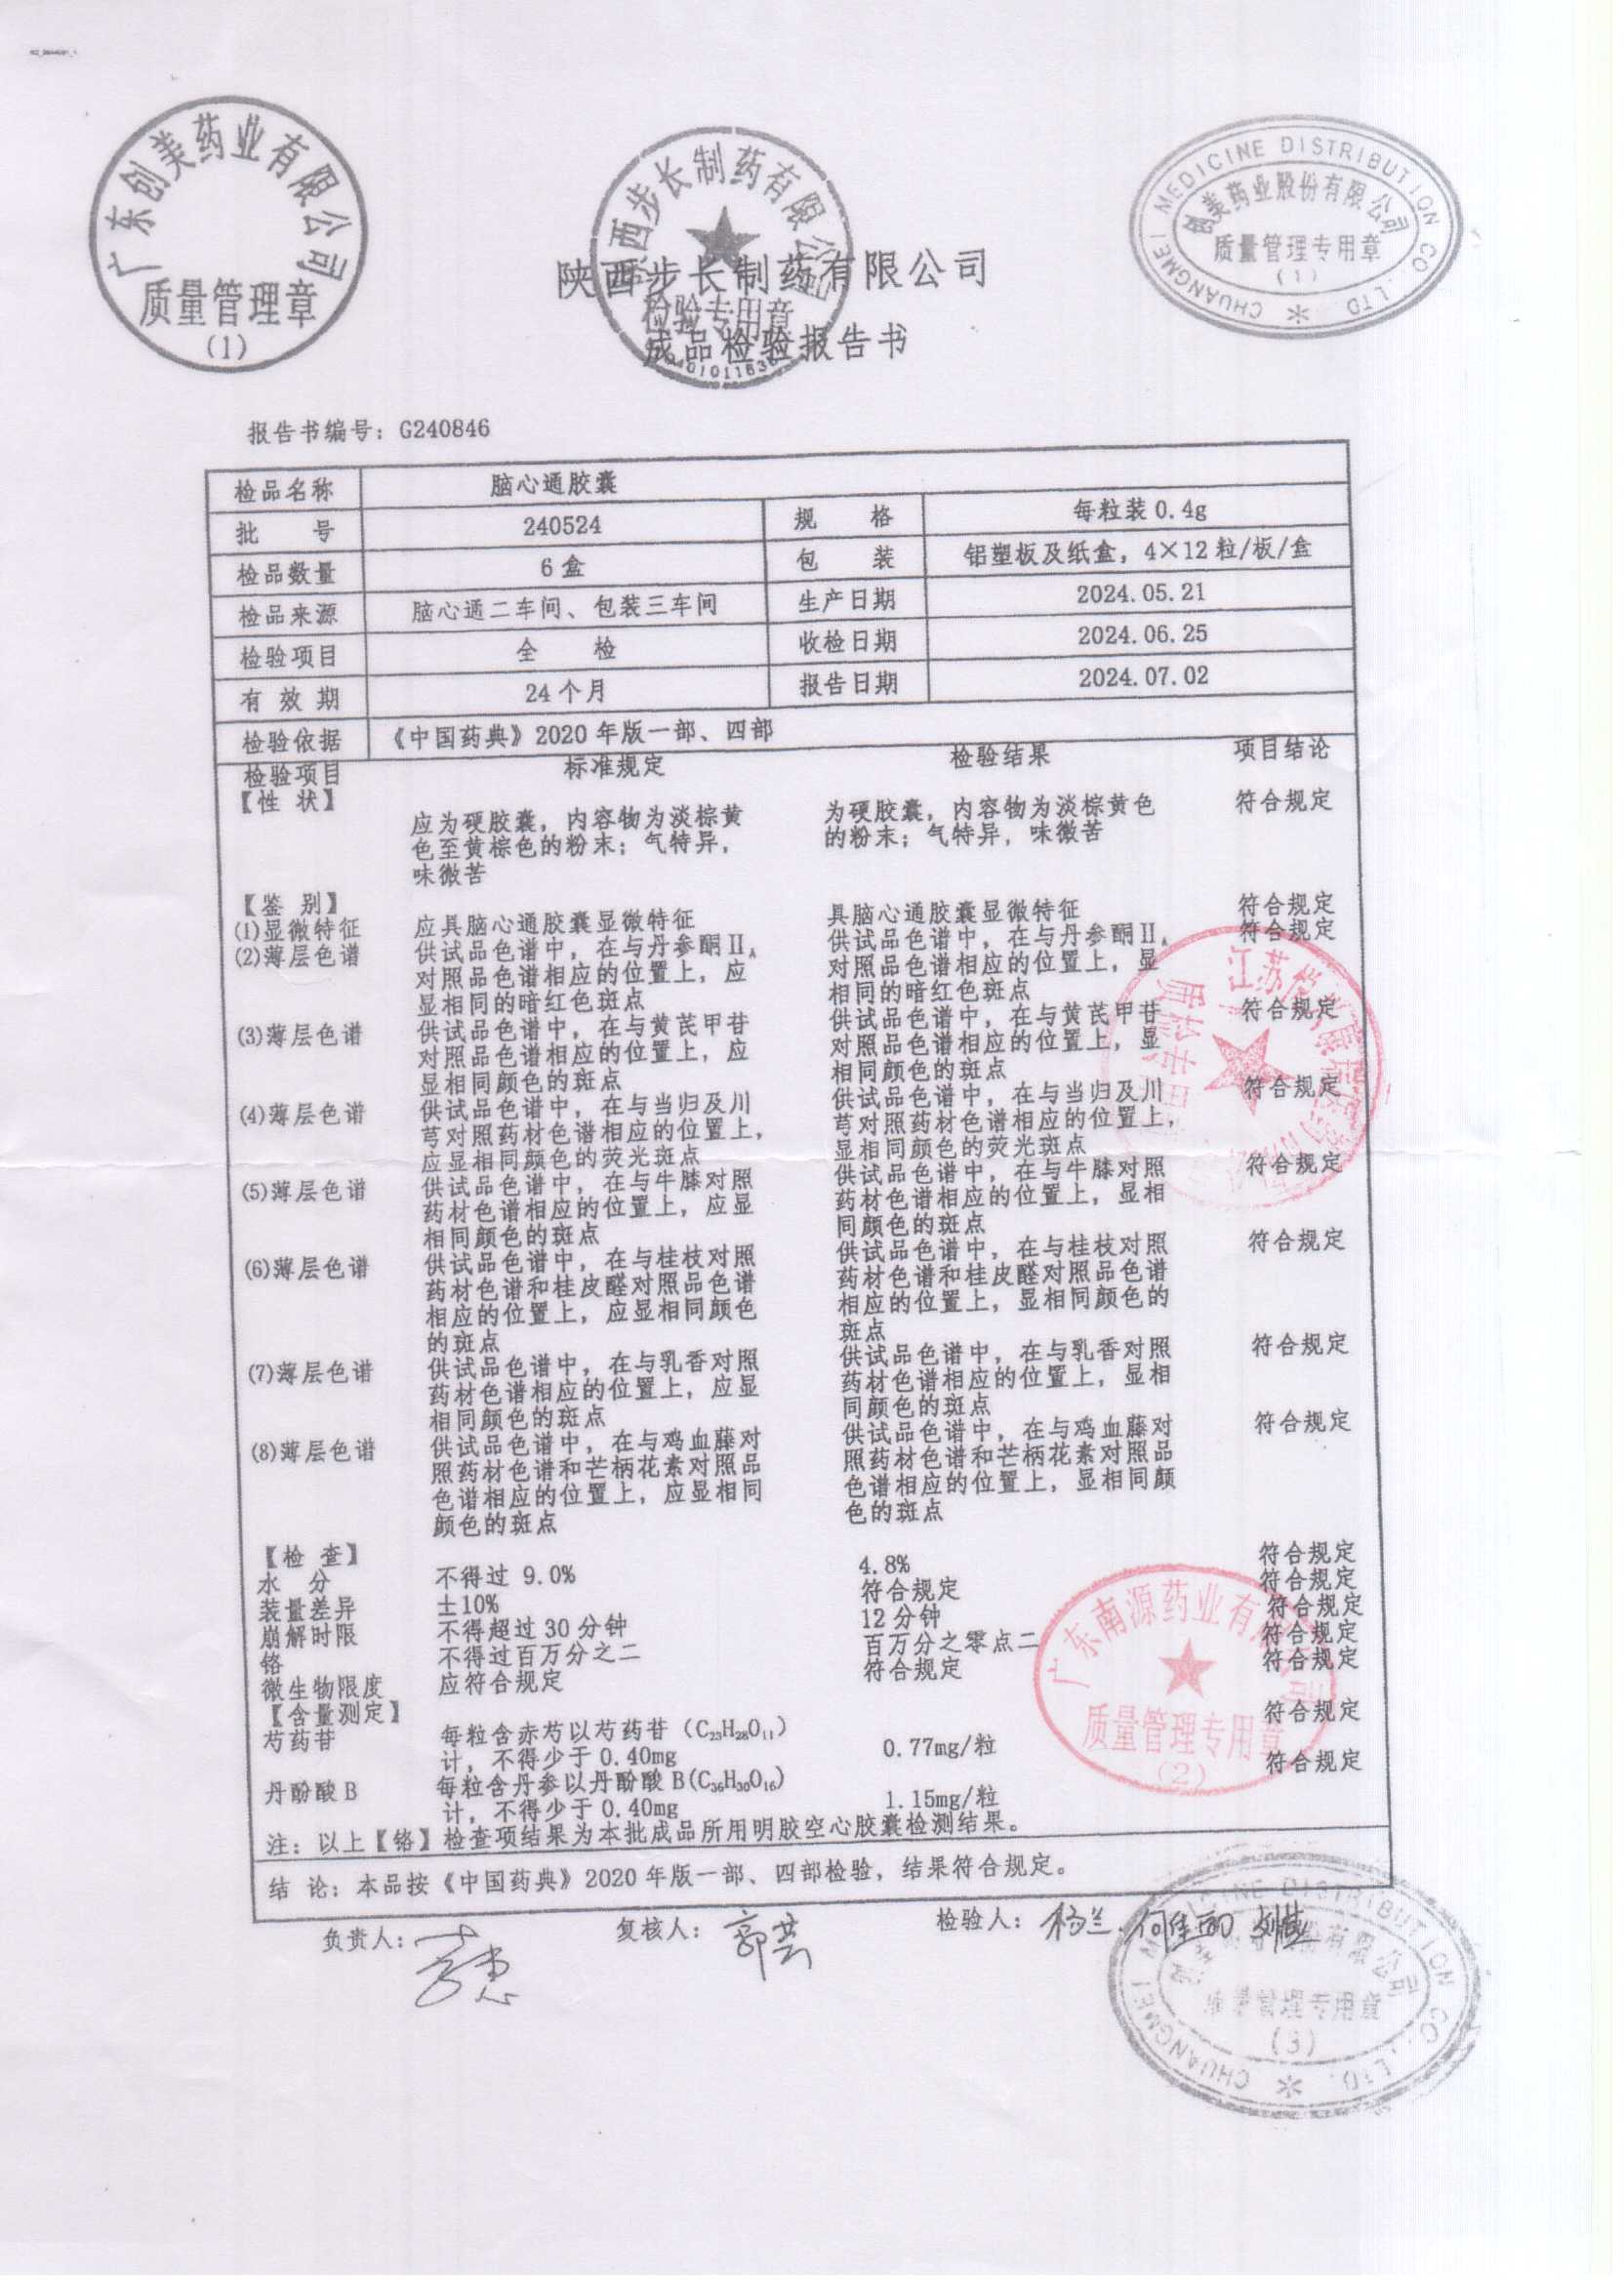 广东创美药业有限公司
质量管理章
(1)
陕西步长制药有限公司
检验专用章
CHUANGMEI MEDICINE DISTRIBUTION CO.,LTD.
创美药业股份有限公司
质量管理专用章
(1)
陕西步长制药有限公司
成品检验报告书
报告书编号：G240846
检品名称 脑心通胶囊
批 号 240524 规 格 每粒装 0.4g
检品数量 6 盒 包 装 铝塑板及纸盒，4×12 粒/板/盒
检品来源 脑心通二车间、包装三车间 生产日期 2024.05.21
检验项目 全 检 收检日期 2024.06.25
有 效 期 24 个月 报告日期 2024.07.02
检验依据 《中国药典》2020 年版一部、四部
检验项目 标准规定 检验结果 项目结论
【性 状】 应为硬胶囊，内容物为淡棕黄 为硬胶囊，内容物为淡棕黄色 符合规定
色至黄棕色的粉末；气特异， 的粉末；气特异，味微苦
味微苦
【鉴 别】 符合规定
(1)显微特征 应具脑心通胶囊显微特征 具脑心通胶囊显微特征 符合规定
(2)薄层色谱 供试品色谱中，在与丹参酮ⅡA 供试品色谱中，在与丹参酮ⅡA
对照品色谱相应的位置上，应 对照品色谱相应的位置上，显
显相同的暗红色斑点 相同的暗红色斑点
(3)薄层色谱 供试品色谱中，在与黄芪甲苷 供试品色谱中，在与黄芪甲苷 符合规定
对照品色谱相应的位置上，应 对照品色谱相应的位置上，显
显相同颜色的斑点 相同颜色的斑点
(4)薄层色谱 供试品色谱中，在与当归及川 供试品色谱中，在与当归及川 符合规定
芎对照药材色谱相应的位置上， 芎对照药材色谱相应的位置上，
应显相同颜色的荧光斑点 显相同颜色的荧光斑点
(5)薄层色谱 供试品色谱中，在与牛膝对照 供试品色谱中，在与牛膝对照 符合规定
药材色谱相应的位置上，应显 药材色谱相应的位置上，显相
相同颜色的斑点 同颜色的斑点
(6)薄层色谱 供试品色谱中，在与桂枝对照 供试品色谱中，在与桂枝对照 符合规定
药材色谱和桂皮醛对照品色谱 药材色谱和桂皮醛对照品色谱
相应的位置上，应显相同颜色 相应的位置上，显相同颜色的
的斑点 斑点
(7)薄层色谱 供试品色谱中，在与乳香对照 供试品色谱中，在与乳香对照 符合规定
药材色谱相应的位置上，应显 药材色谱相应的位置上，显相
相同颜色的斑点 同颜色的斑点
(8)薄层色谱 供试品色谱中，在与鸡血藤对 供试品色谱中，在与鸡血藤对 符合规定
照药材色谱和芒柄花素对照品 照药材色谱和芒柄花素对照品
色谱相应的位置上，应显相同 色谱相应的位置上，显相同颜
颜色的斑点 色的斑点
【检 查】 符合规定
水 分 不得过 9.0% 4.8% 符合规定
装量差异 ±10% 符合规定 符合规定
崩解时限 不得超过 30 分钟 12 分钟 符合规定
铬 不得过百万分之二 百万分之零点二 符合规定
微生物限度 应符合规定 符合规定
【含量测定】 符合规定
芍药苷 每粒含赤芍以芍药苷（C23H28O11） 0.77mg/粒
计，不得少于 0.40mg 符合规定
丹酚酸 B 每粒含丹参以丹酚酸 B(C36H30O16) 1.15mg/粒
计，不得少于 0.40mg
注：以上【铬】检查项结果为本批成品所用明胶空心胶囊检测结果。
结 论：本品按《中国药典》2020 年版一部、四部检验，结果符合规定。
负责人： 复核人：郭芸 检验人：杨兰
广东南源药业有限公司
质量管理专用章
(2)
CHUANGMEI MEDICINE DISTRIBUTION CO.,LTD.
质量管理专用章
(3)